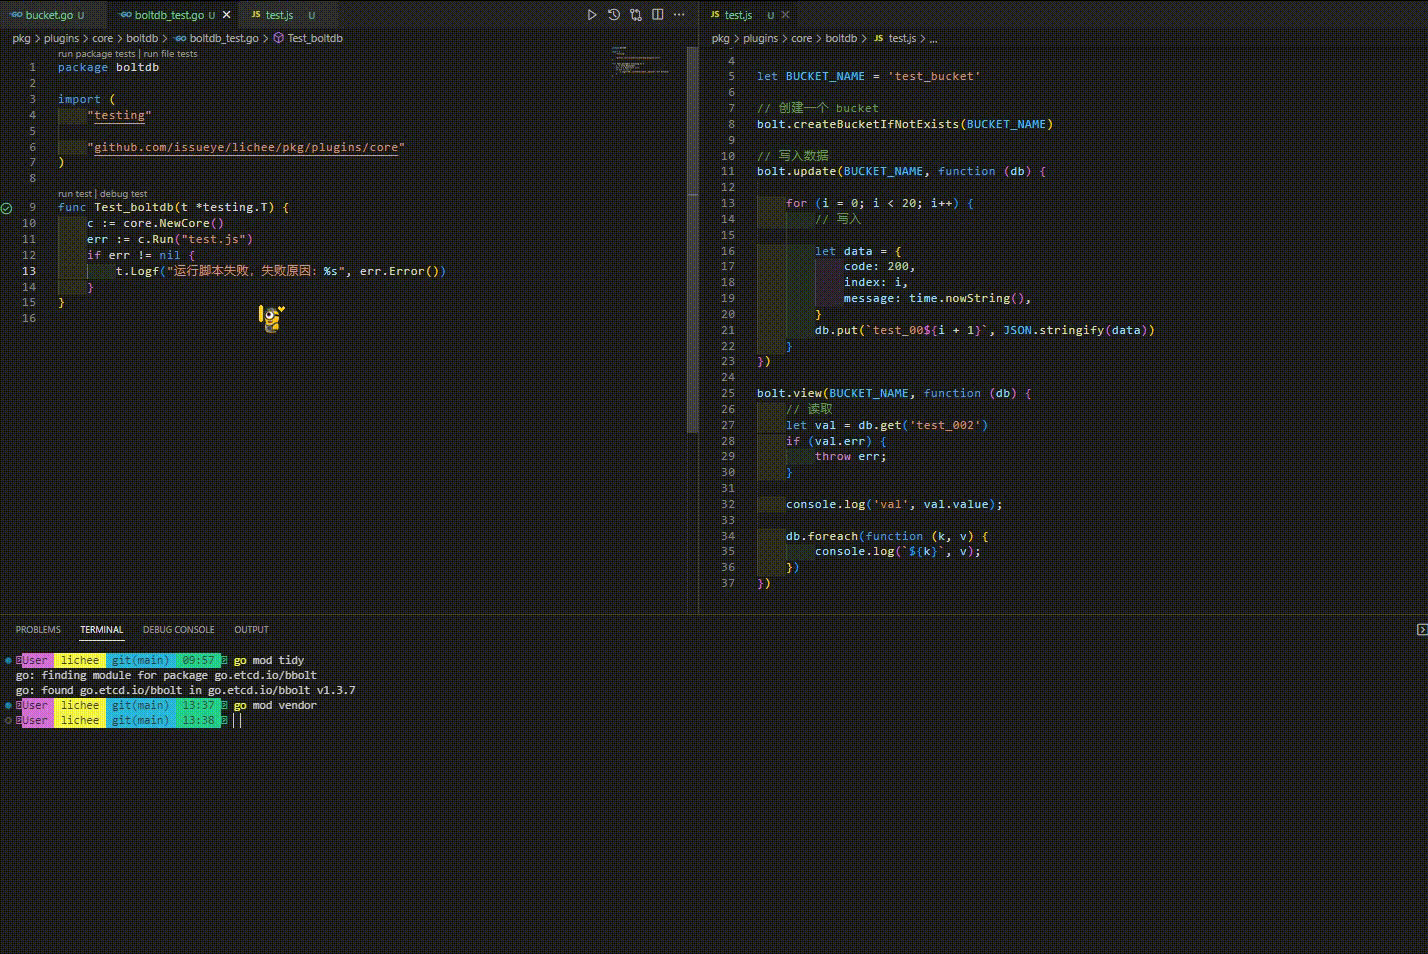 bucket.go U
boltdb_test.go U
JS test.js U
pkg > plugins > core > boltdb > boltdb_test.go > Test_boltdb
run package tests | run file tests
1 package boltdb
2
3 import (
4 "testing"
5
6 "github.com/issueye/lichee/pkg/plugins/core"
7 )
8
run test | debug test
9 func Test_boltdb(t *testing.T) {
10 c := core.NewCore()
11 err := c.Run("test.js")
12 if err != nil {
13 t.Logf("运行脚本失败，失败原因：%s", err.Error())
14 }
15 }
16
JS test.js U
pkg > plugins > core > boltdb > JS test.js > ...
4
5 let BUCKET_NAME = 'test_bucket'
6
7 // 创建一个 bucket
8 bolt.createBucketIfNotExists(BUCKET_NAME)
9
10 // 写入数据
11 bolt.update(BUCKET_NAME, function (db) {
12
13 for (i = 0; i < 20; i++) {
14 // 写入
15
16 let data = {
17 code: 200,
18 index: i,
19 message: time.nowString(),
20 }
21 db.put(`test_00${i + 1}`, JSON.stringify(data))
22 }
23 })
24
25 bolt.view(BUCKET_NAME, function (db) {
26 // 读取
27 let val = db.get('test_002')
28 if (val.err) {
29 throw err;
30 }
31
32 console.log('val', val.value);
33
34 db.foreach(function (k, v) {
35 console.log(`${k}`, v);
36 })
37 })
PROBLEMS TERMINAL DEBUG CONSOLE OUTPUT
User lichee git(main) 09:57 go mod tidy
go: finding module for package go.etcd.io/bbolt
go: found go.etcd.io/bbolt in go.etcd.io/bbolt v1.3.7
User lichee git(main) 13:37 go mod vendor
User lichee git(main) 13:38